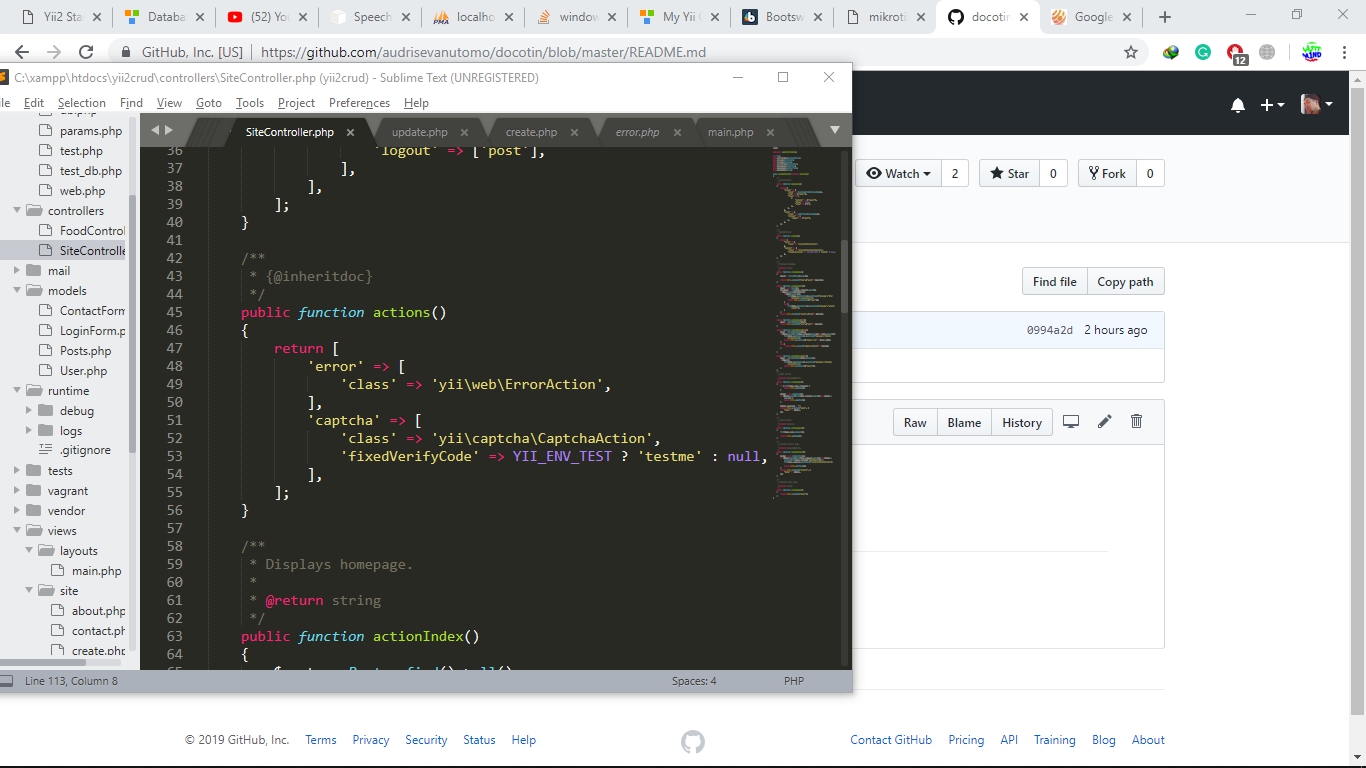 Yii2 Sta
Databa
(52) Yo
Speech
localho
window
My Yii
Bootsw
mikroti
docotin
Google
GitHub, Inc. [US] | https://github.com/audrisevanutomo/docotin/blob/master/README.md
12
C:\xampp\htdocs\yii2crud\controllers\SiteController.php (yii2crud) - Sublime Text (UNREGISTERED)
le Edit Selection Find View Goto Tools Project Preferences Help
SiteController.php
update.php
create.php
error.php
main.php
db.php
params.php
test.php
test_db.php
web.php
controllers
FoodControl
SiteControlle
mail
models
ContactForm
LoginForm.p
Posts.php
User.php
runtime
debug
logs
.gitignore
tests
vagrant
vendor
views
layouts
main.php
site
about.php
contact.ph
create.php
36 'logout' => ['post'],
37 ],
38 ],
39 ];
40 }
41
42 /**
43 * {@inheritdoc}
44 */
45 public function actions()
46 {
47 return [
48 'error' => [
49 'class' => 'yii\web\ErrorAction',
50 ],
51 'captcha' => [
52 'class' => 'yii\captcha\CaptchaAction',
53 'fixedVerifyCode' => YII_ENV_TEST ? 'testme' : null,
54 ],
55 ];
56 }
57
58 /**
59 * Displays homepage.
60 *
61 * @return string
62 */
63 public function actionIndex()
64 {
65
Line 113, Column 8
Spaces: 4
PHP
Watch 2
Star 0
Fork 0
Find file
Copy path
0994a2d 2 hours ago
Raw
Blame
History
© 2019 GitHub, Inc. Terms Privacy Security Status Help
Contact GitHub Pricing API Training Blog About